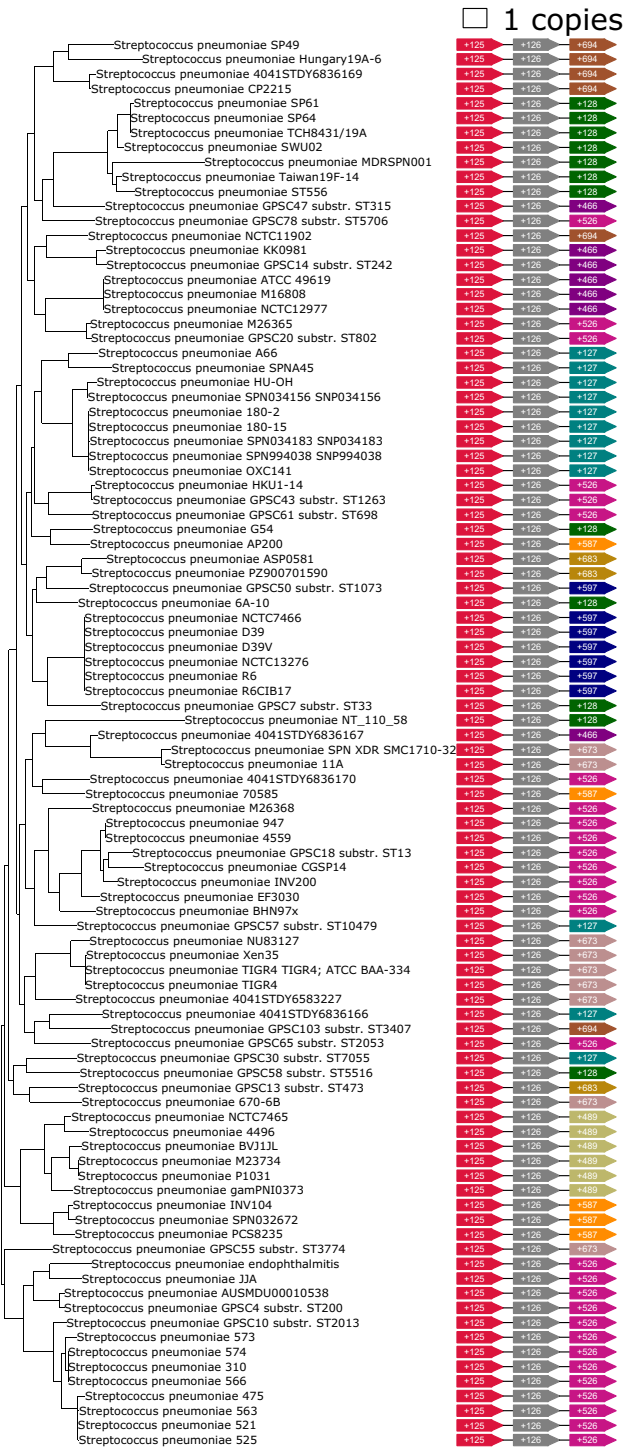 1 copies
Streptococcus pneumoniae SP49 +125 +126 +694
Streptococcus pneumoniae Hungary19A-6 +125 +126 +694
Streptococcus pneumoniae 4041STDY6836169 +125 +126 +694
Streptococcus pneumoniae CP2215 +125 +126 +694
Streptococcus pneumoniae SP61 +125 +126 +128
Streptococcus pneumoniae SP64 +125 +126 +128
Streptococcus pneumoniae TCH8431/19A +125 +126 +128
Streptococcus pneumoniae SWU02 +125 +126 +128
Streptococcus pneumoniae MDRSPN001 +125 +126 +128
Streptococcus pneumoniae Taiwan19F-14 +125 +126 +128
Streptococcus pneumoniae ST556 +125 +126 +128
Streptococcus pneumoniae GPSC47 substr. ST315 +125 +126 +466
Streptococcus pneumoniae GPSC78 substr. ST5706 +125 +126 +526
Streptococcus pneumoniae NCTC11902 +125 +126 +694
Streptococcus pneumoniae KK0981 +125 +126 +466
Streptococcus pneumoniae GPSC14 substr. ST242 +125 +126 +466
Streptococcus pneumoniae ATCC 49619 +125 +126 +466
Streptococcus pneumoniae M16808 +125 +126 +466
Streptococcus pneumoniae NCTC12977 +125 +126 +466
Streptococcus pneumoniae M26365 +125 +126 +526
Streptococcus pneumoniae GPSC20 substr. ST802 +125 +126 +526
Streptococcus pneumoniae A66 +125 +126 +127
Streptococcus pneumoniae SPNA45 +125 +126 +127
Streptococcus pneumoniae HU-OH +125 +126 +127
Streptococcus pneumoniae SPN034156 SNP034156 +125 +126 +127
Streptococcus pneumoniae 180-2 +125 +126 +127
Streptococcus pneumoniae 180-15 +125 +126 +127
Streptococcus pneumoniae SPN034183 SNP034183 +125 +126 +127
Streptococcus pneumoniae SPN994038 SNP994038 +125 +126 +127
Streptococcus pneumoniae OXC141 +125 +126 +127
Streptococcus pneumoniae HKU1-14 +125 +126 +526
Streptococcus pneumoniae GPSC43 substr. ST1263 +125 +126 +526
Streptococcus pneumoniae GPSC61 substr. ST698 +125 +126 +526
Streptococcus pneumoniae G54 +125 +126 +128
Streptococcus pneumoniae AP200 +125 +126 +587
Streptococcus pneumoniae ASP0581 +125 +126 +683
Streptococcus pneumoniae PZ900701590 +125 +126 +683
Streptococcus pneumoniae GPSC50 substr. ST1073 +125 +126 +597
Streptococcus pneumoniae 6A-10 +125 +126 +128
Streptococcus pneumoniae NCTC7466 +125 +126 +597
Streptococcus pneumoniae D39 +125 +126 +597
Streptococcus pneumoniae D39V +125 +126 +597
Streptococcus pneumoniae NCTC13276 +125 +126 +597
Streptococcus pneumoniae R6 +125 +126 +597
Streptococcus pneumoniae R6CIB17 +125 +126 +597
Streptococcus pneumoniae GPSC7 substr. ST33 +125 +126 +128
Streptococcus pneumoniae NT_110_58 +125 +126 +128
Streptococcus pneumoniae 4041STDY6836167 +125 +126 +466
Streptococcus pneumoniae SPN XDR SMC1710-32 +125 +126 +673
Streptococcus pneumoniae 11A +125 +126 +673
Streptococcus pneumoniae 4041STDY6836170 +125 +126 +526
Streptococcus pneumoniae 70585 +125 +126 +587
Streptococcus pneumoniae M26368 +125 +126 +526
Streptococcus pneumoniae 947 +125 +126 +526
Streptococcus pneumoniae 4559 +125 +126 +526
Streptococcus pneumoniae GPSC18 substr. ST13 +125 +126 +526
Streptococcus pneumoniae CGSP14 +125 +126 +526
Streptococcus pneumoniae INV200 +125 +126 +526
Streptococcus pneumoniae EF3030 +125 +126 +526
Streptococcus pneumoniae BHN97x +125 +126 +526
Streptococcus pneumoniae GPSC57 substr. ST10479 +125 +126 +127
Streptococcus pneumoniae NU83127 +125 +126 +673
Streptococcus pneumoniae Xen35 +125 +126 +673
Streptococcus pneumoniae TIGR4 TIGR4; ATCC BAA-334 +125 +126 +673
Streptococcus pneumoniae TIGR4 +125 +126 +673
Streptococcus pneumoniae 4041STDY6583227 +125 +126 +673
Streptococcus pneumoniae 4041STDY6836166 +125 +126 +127
Streptococcus pneumoniae GPSC103 substr. ST3407 +125 +126 +694
Streptococcus pneumoniae GPSC65 substr. ST2053 +125 +126 +526
Streptococcus pneumoniae GPSC30 substr. ST7055 +125 +126 +127
Streptococcus pneumoniae GPSC58 substr. ST5516 +125 +126 +128
Streptococcus pneumoniae GPSC13 substr. ST473 +125 +126 +683
Streptococcus pneumoniae 670-6B +125 +126 +673
Streptococcus pneumoniae NCTC7465 +125 +126 +489
Streptococcus pneumoniae 4496 +125 +126 +489
Streptococcus pneumoniae BVJ1JL +125 +126 +489
Streptococcus pneumoniae M23734 +125 +126 +489
Streptococcus pneumoniae P1031 +125 +126 +489
Streptococcus pneumoniae gamPNI0373 +125 +126 +489
Streptococcus pneumoniae INV104 +125 +126 +587
Streptococcus pneumoniae SPN032672 +125 +126 +587
Streptococcus pneumoniae PCS8235 +125 +126 +587
Streptococcus pneumoniae GPSC55 substr. ST3774 +125 +126 +673
Streptococcus pneumoniae endophthalmitis +125 +126 +526
Streptococcus pneumoniae JJA +125 +126 +526
Streptococcus pneumoniae AUSMDU00010538 +125 +126 +526
Streptococcus pneumoniae GPSC4 substr. ST200 +125 +126 +526
Streptococcus pneumoniae GPSC10 substr. ST2013 +125 +126 +526
Streptococcus pneumoniae 573 +125 +126 +526
Streptococcus pneumoniae 574 +125 +126 +526
Streptococcus pneumoniae 310 +125 +126 +526
Streptococcus pneumoniae 566 +125 +126 +526
Streptococcus pneumoniae 475 +125 +126 +526
Streptococcus pneumoniae 563 +125 +126 +526
Streptococcus pneumoniae 521 +125 +126 +526
Streptococcus pneumoniae 525 +125 +126 +526